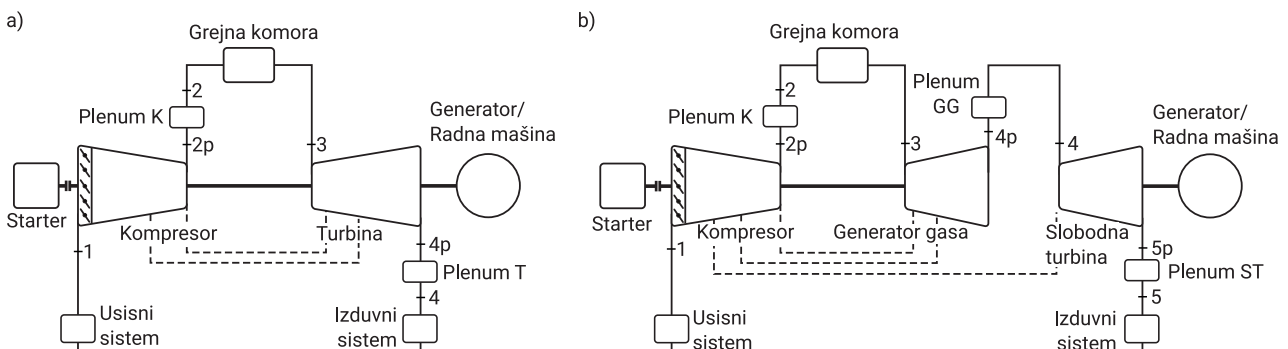 a)
Grejna komora
2
Plenum K
2p
3
Generator/
Radna mašina
Starter
Kompresor
Turbina
1
4p
Plenum T
4
Usisni
sistem
Izduvni
sistem
b)
Grejna komora
2
Plenum K
2p
3
Plenum
GG
4p
4
Generator/
Radna mašina
Starter
Kompresor
Generator gasa
Slobodna
turbina
1
5p
Plenum ST
5
Usisni
sistem
Izduvni
sistem